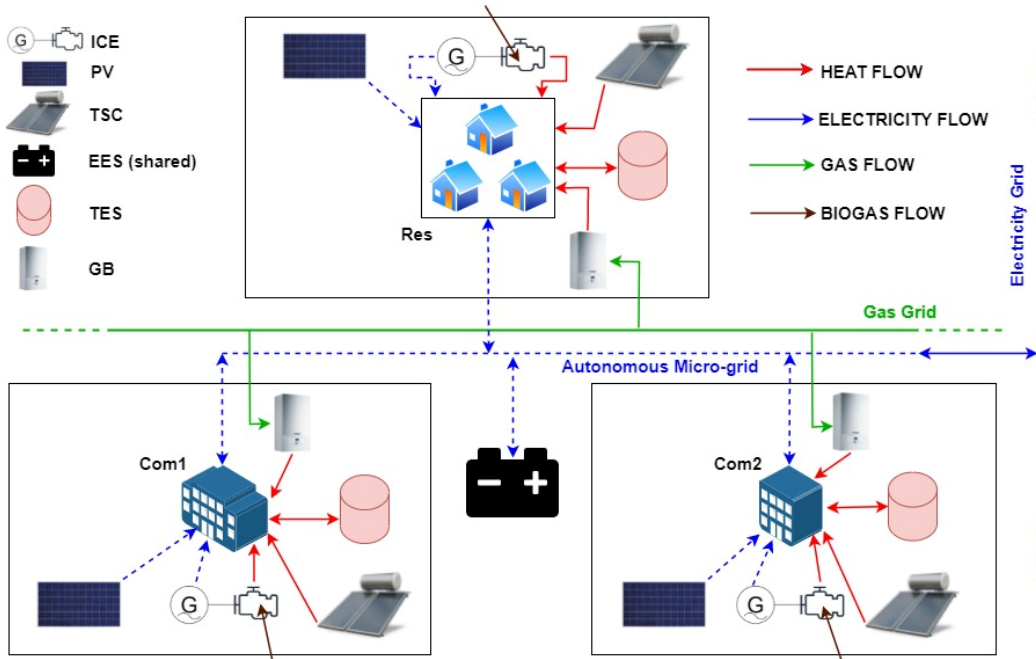 G
ICE
PV
TSC
EES (shared)
TES
GB
G
Res
HEAT FLOW
ELECTRICITY FLOW
GAS FLOW
BIOGAS FLOW
Electricity Grid
Gas Grid
Autonomous Micro-grid
Com1
G
Com2
G